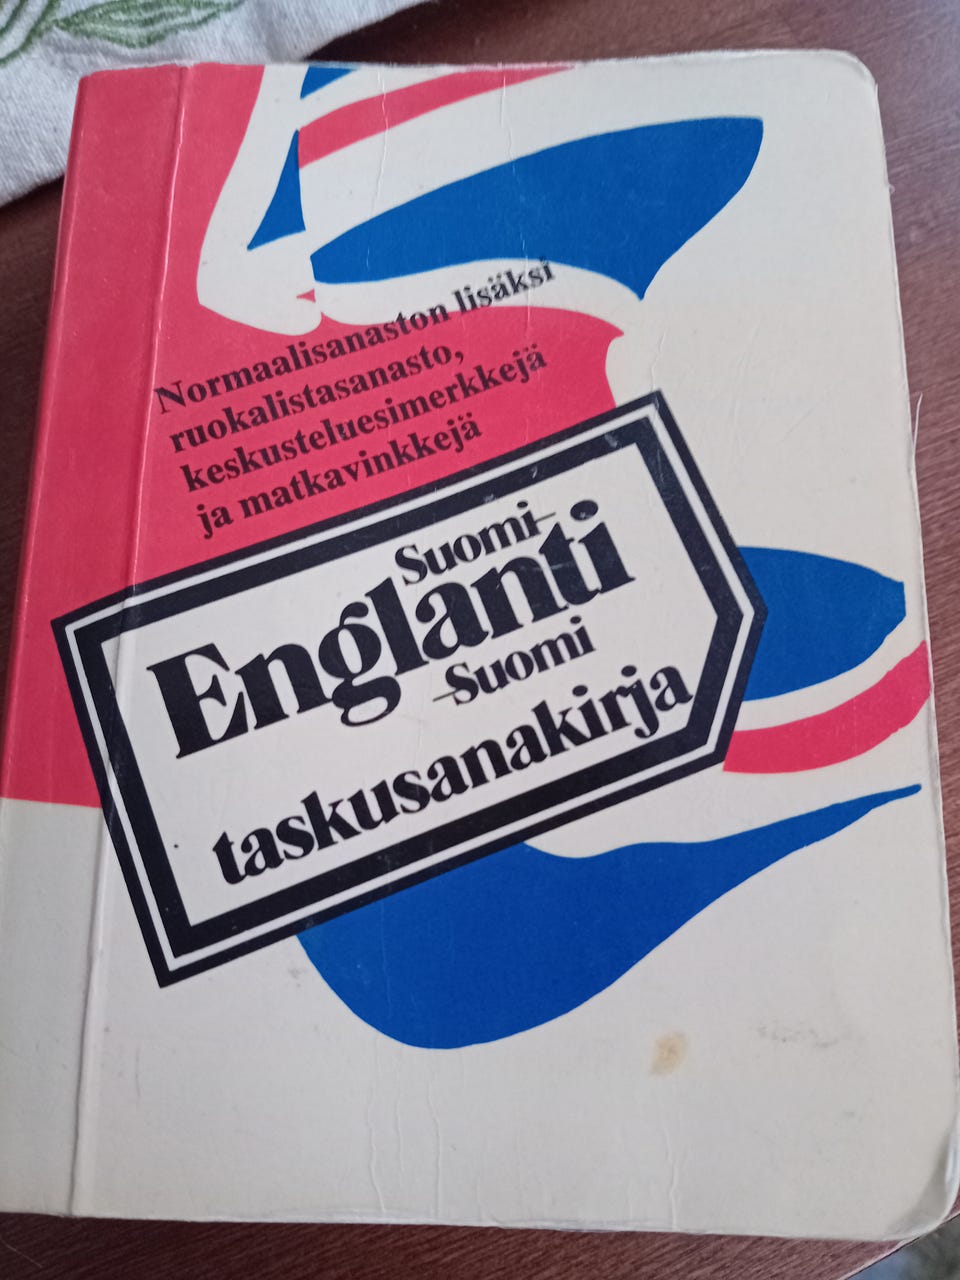 Normaalisanaston lisäksi
ruokalistasanasto,
keskusteluesimerkkejä
ja matkavinkkejä
Suomi–
Englanti
–Suomi
taskusanakirja